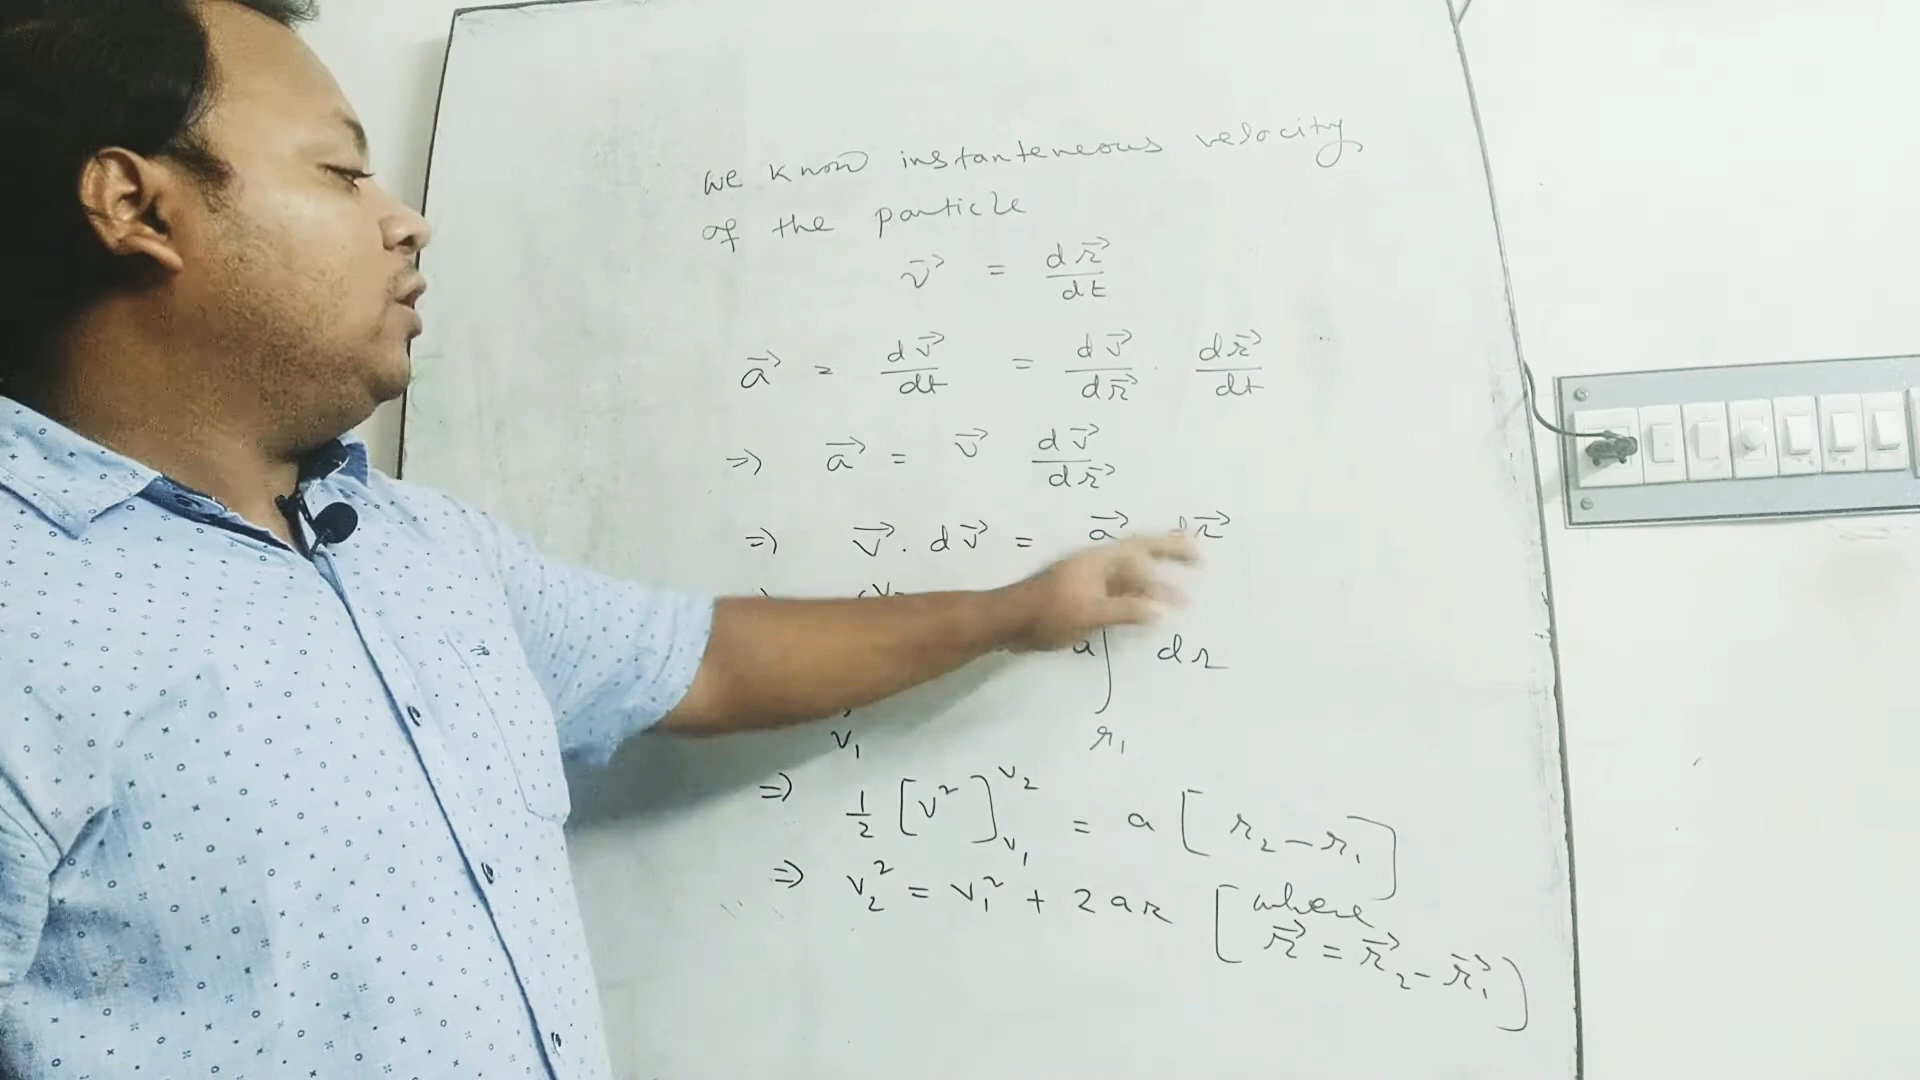 we know instanteneous velocity
of the particle
v⃗ = dr⃗/dt
a⃗ = dv⃗/dt = dv⃗/dr⃗ . dr⃗/dt
⇒ a⃗ = v⃗ dv⃗/dr⃗
⇒ v⃗ . dv⃗ = a⃗ dr⃗
a∫ dr
v₁ r₁
⇒ 1/2 [v²]ᵛ²ᵥ₁ = a [r₂ - r₁]
⇒ v₂² = v₁² + 2ar [where
r⃗ = r⃗₂ - r⃗₁]